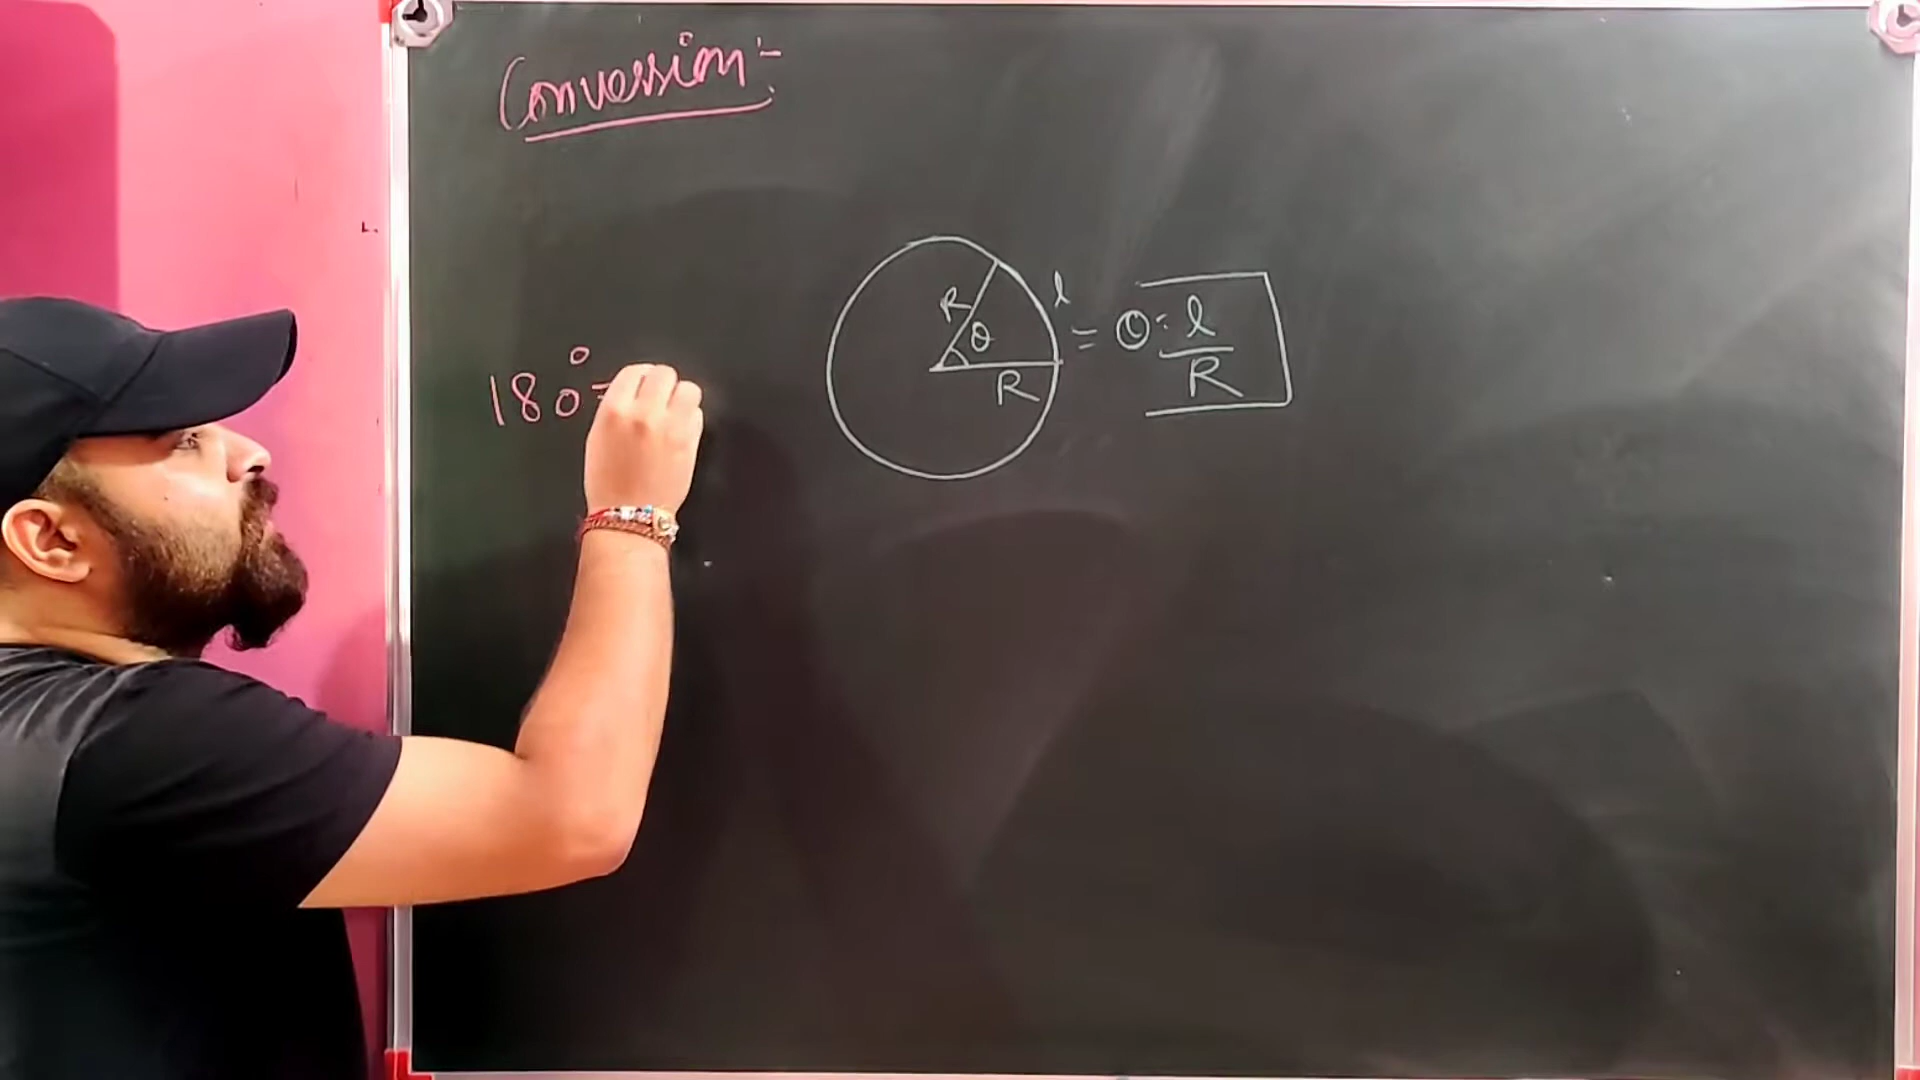 Conversion :-
180° =
R
θ
R
l
= θ = l/R